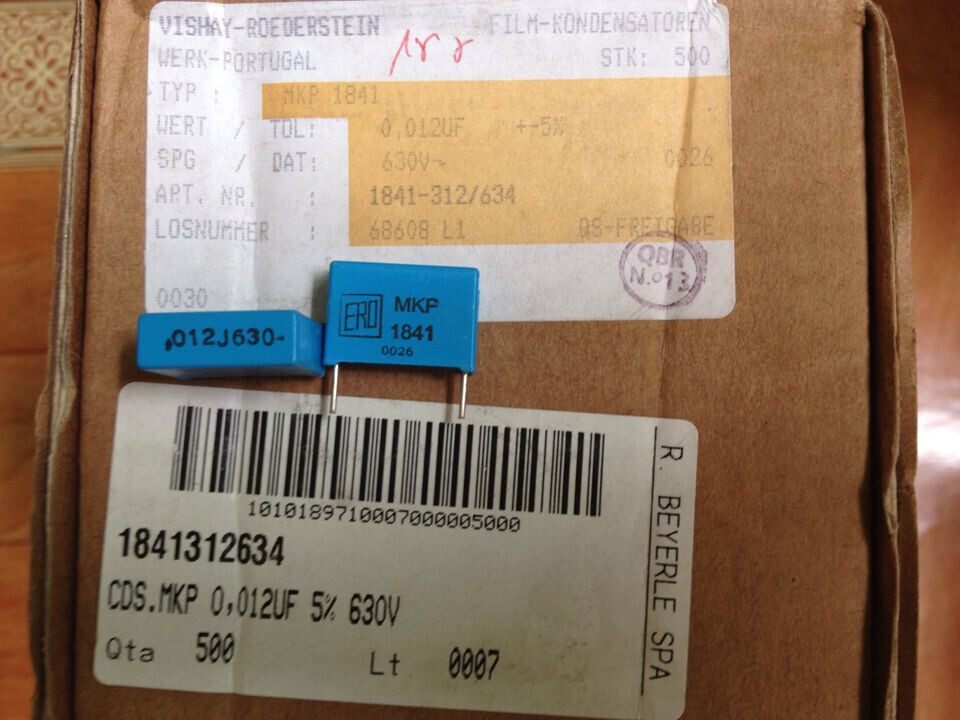 VISHAY-ROEDERSTEIN FILM-KONDENSATOREN
WERK-PORTUGAL STK: 500
TYP : MKP 1841
WERT / TOL: 0,012UF +-5%
SPG / DAT: 630V- 0026
ART. NR. : 1841-312/634
LOSNUMMER : 68608 L1 QS-FREIGABE
QBR
N.º13
0030
,012J630-
ERO MKP
1841
0026
10101897100070000005000
1841312634
CDS.MKP 0,012UF 5% 630V
Qta 500 Lt 0007
R. BEYERLE SPA